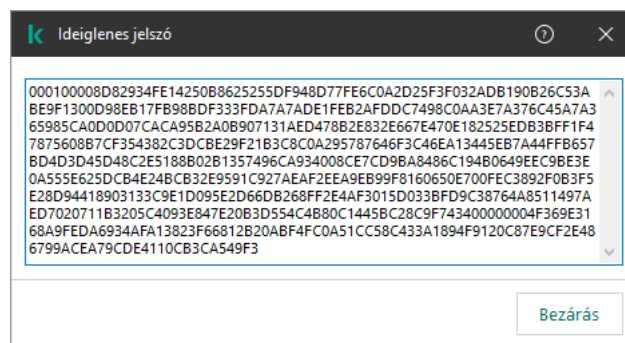 Ideiglenes jelszó
000100008D82934FE14250B8625255DF948D77FE6C0A2D25F3F032ADB190B26C53A
BE9F1300D98EB17FB98BDF333FDA7A7ADE1FEB2AFDDC7498C0AA3E7A376C45A7A3
65985CA0D0D07CACA95B2A0B907131AED478B2E832E667E470E182525EDB3BFF1F4
7875608B7CF354382C3DCBE29F21B3C8C0A295787646F3C46EA13445EB7A44FFB657
BD4D3D45D48C2E5188B02B1357496CA934008CE7CD9BA8486C194B0649EEC9BE3E
0A555E625DCB4E24BCB32E9591C927AEAF2EEA9EB99F8160650E700FEC3892F0B3F5
E28D94418903133C9E1D095E2D66DB268FF2E4AF3015D033BFD9C38764A8511497A
ED7020711B3205C4093E847E20B3D554C4B80C1445BC28C9F743400000004F369E31
68A9FEDA6934AFA13823F66812B20ABF4FC0A51CC58C433A1894F9120C87E9CF2E48
6799ACEA79CDE4110CB3CA549F3
Bezárás